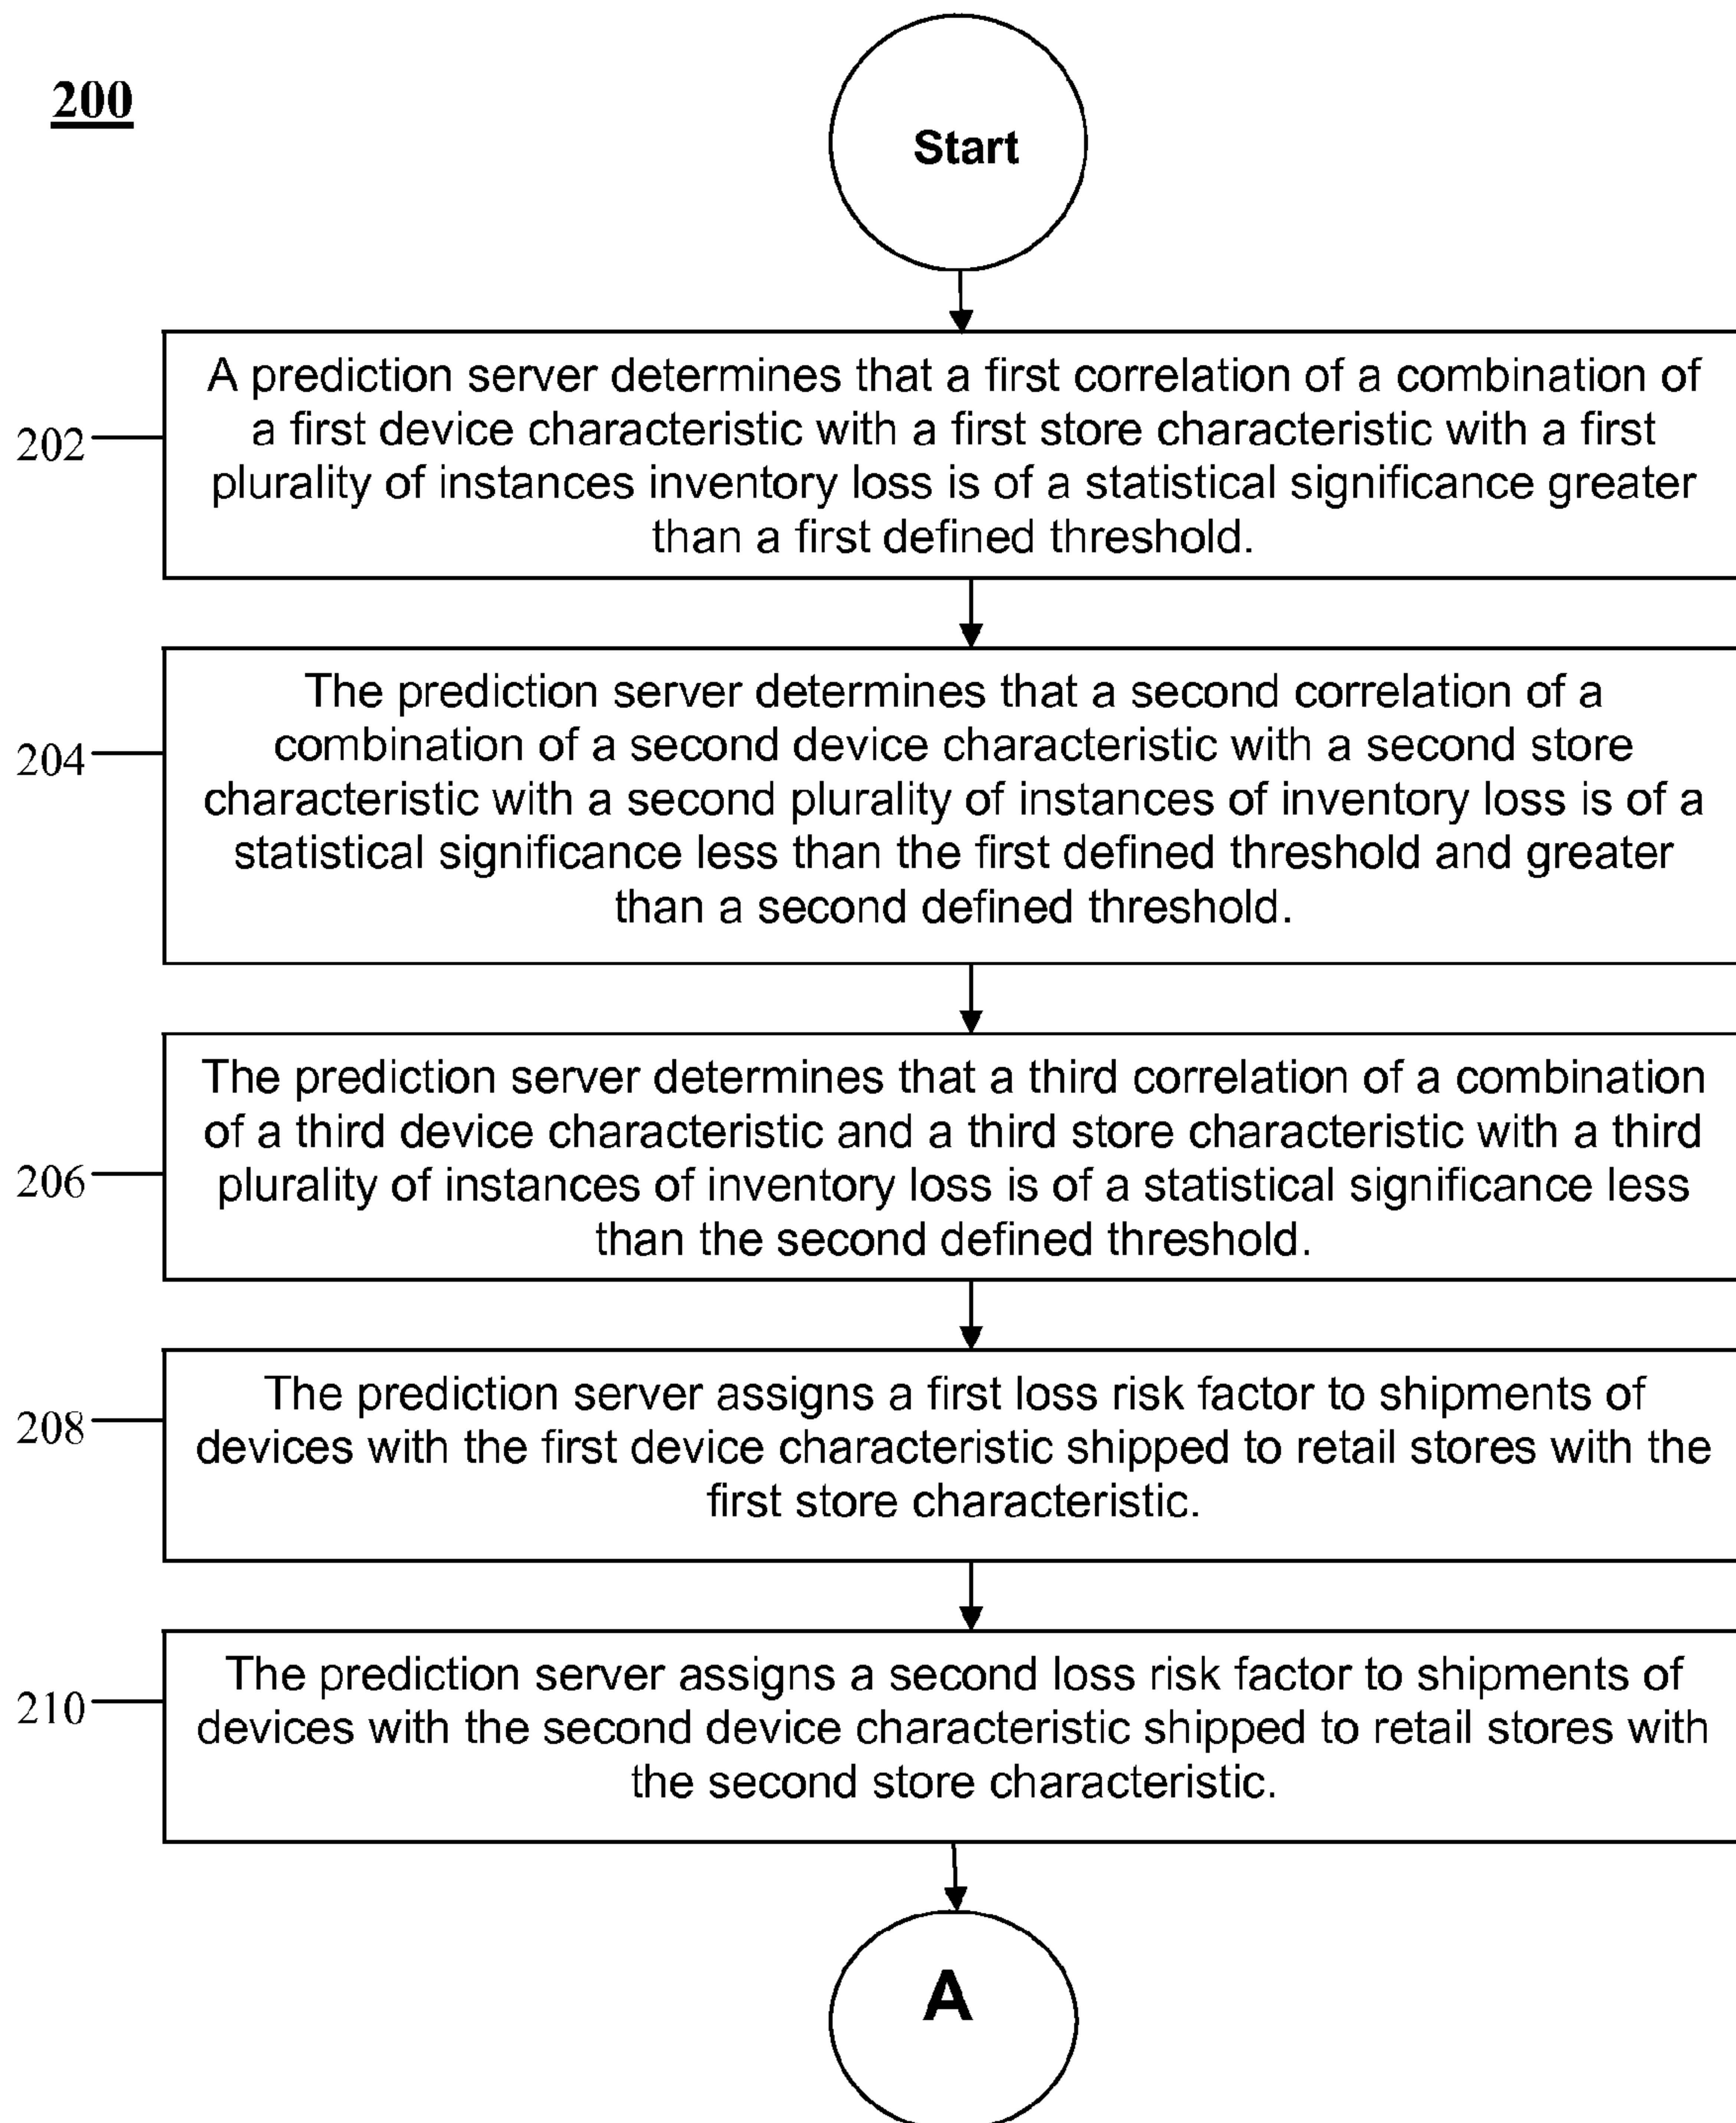 200
Start
202
A prediction server determines that a first correlation of a combination of
a first device characteristic with a first store characteristic with a first
plurality of instances inventory loss is of a statistical significance greater
than a first defined threshold.
204
The prediction server determines that a second correlation of a
combination of a second device characteristic with a second store
characteristic with a second plurality of instances of inventory loss is of a
statistical significance less than the first defined threshold and greater
than a second defined threshold.
206
The prediction server determines that a third correlation of a combination
of a third device characteristic and a third store characteristic with a third
plurality of instances of inventory loss is of a statistical significance less
than the second defined threshold.
208
The prediction server assigns a first loss risk factor to shipments of
devices with the first device characteristic shipped to retail stores with the
first store characteristic.
210
The prediction server assigns a second loss risk factor to shipments of
devices with the second device characteristic shipped to retail stores with
the second store characteristic.
A